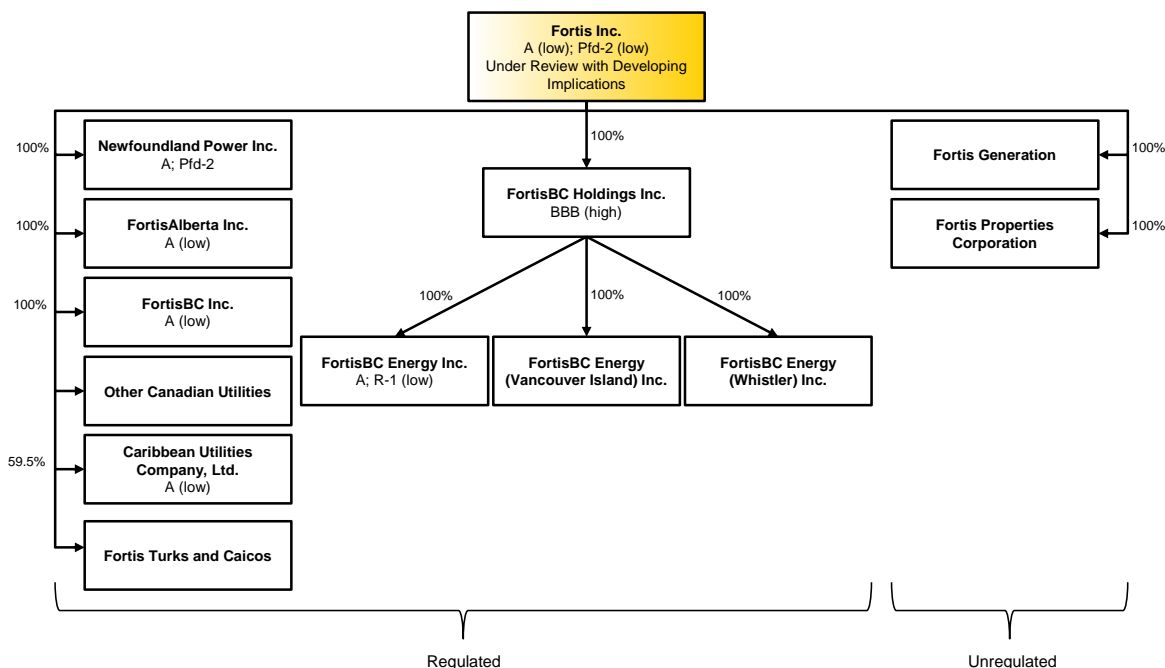 Fortis Inc.
A (low); Pfd-2 (low)
Under Review with Developing
Implications
100%
Newfoundland Power Inc.
A; Pfd-2
100%
FortisAlberta Inc.
A (low)
100%
FortisBC Inc.
A (low)
Other Canadian Utilities
59.5%
Caribbean Utilities
Company, Ltd.
A (low)
Fortis Turks and Caicos
100%
FortisBC Holdings Inc.
BBB (high)
100%
100%
100%
FortisBC Energy Inc.
A; R-1 (low)
FortisBC Energy
(Vancouver Island) Inc.
FortisBC Energy
(Whistler) Inc.
Fortis Generation
100%
Fortis Properties
Corporation
100%
Regulated
Unregulated